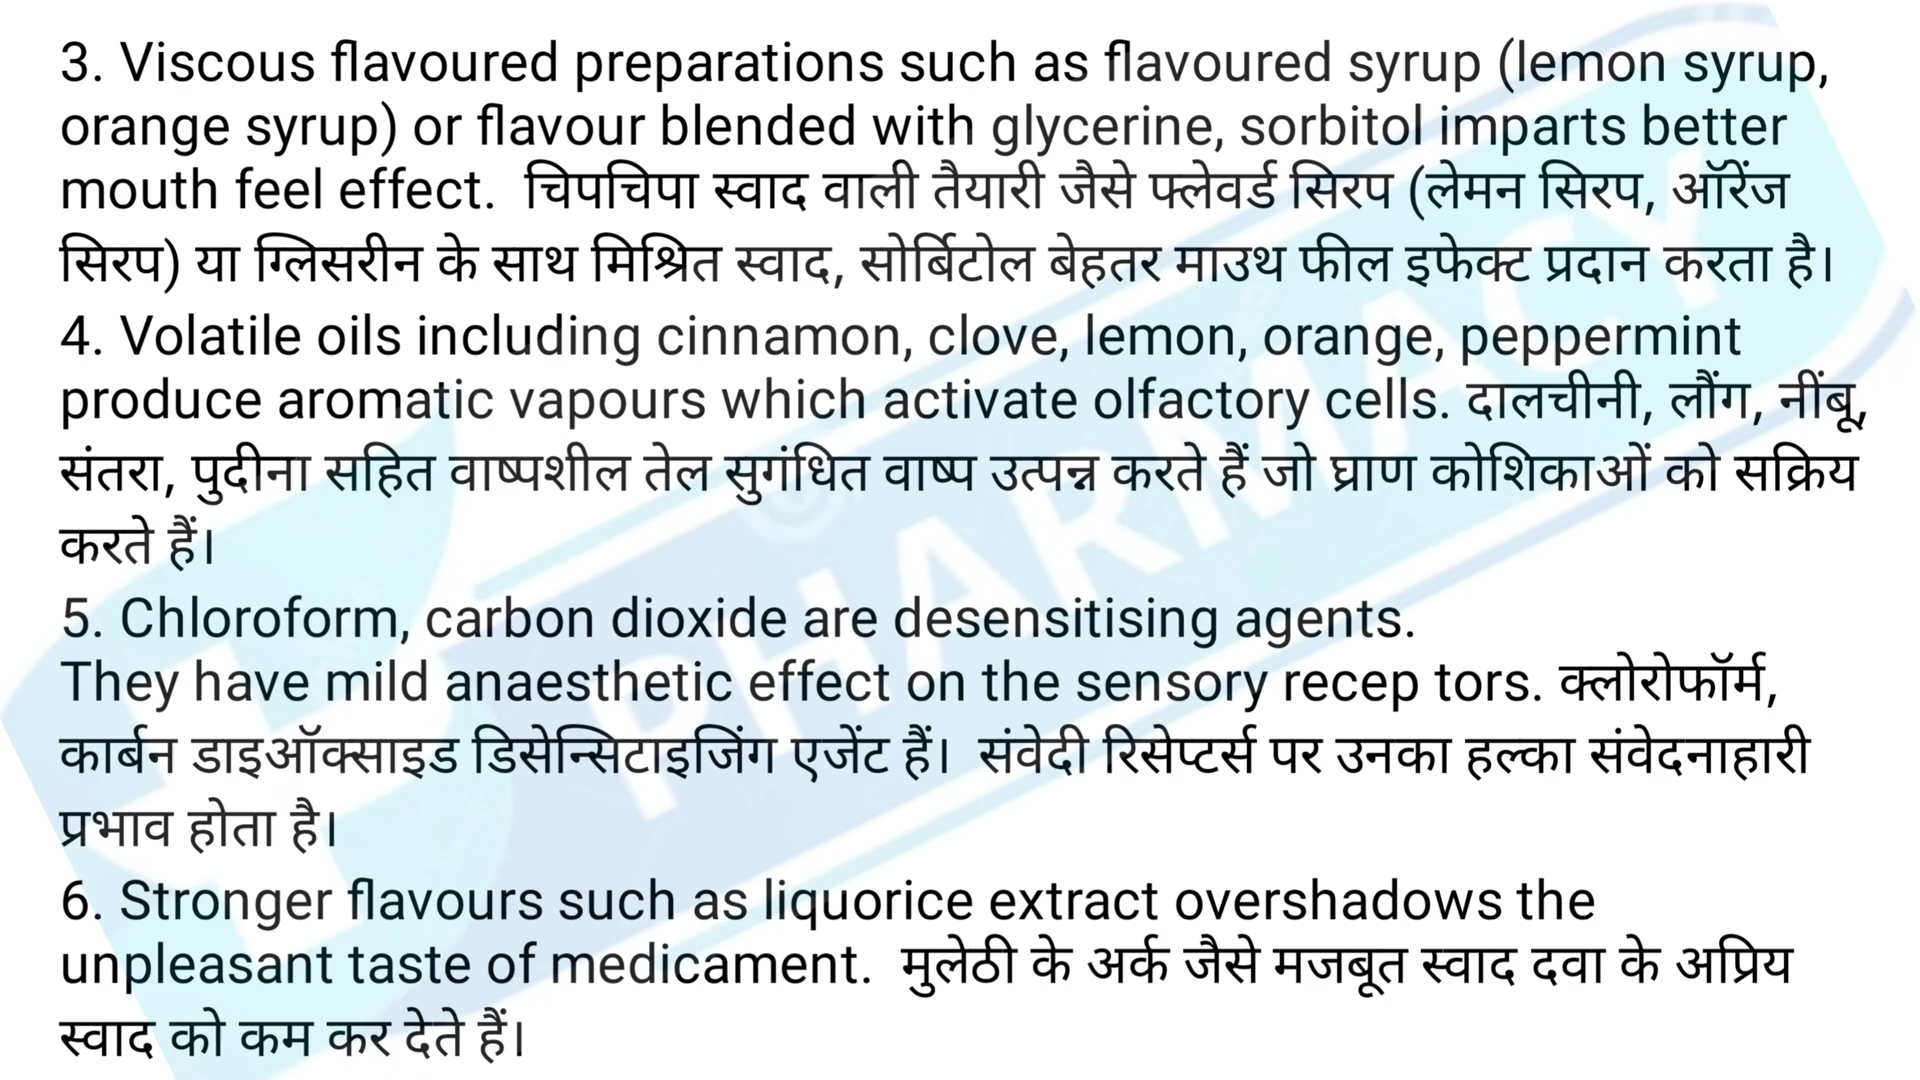 3. Viscous flavoured preparations such as flavoured syrup (lemon syrup,
orange syrup) or flavour blended with glycerine, sorbitol imparts better
mouth feel effect. चिपचिपा स्वाद वाली तैयारी जैसे फ्लेवर्ड सिरप (लेमन सिरप, ऑरेंज
सिरप) या ग्लिसरीन के साथ मिश्रित स्वाद, सोर्बिटोल बेहतर माउथ फील इफेक्ट प्रदान करता है।
4. Volatile oils including cinnamon, clove, lemon, orange, peppermint
produce aromatic vapours which activate olfactory cells. दालचीनी, लौंग, नींबू,
संतरा, पुदीना सहित वाष्पशील तेल सुगंधित वाष्प उत्पन्न करते हैं जो घ्राण कोशिकाओं को सक्रिय
करते हैं।
5. Chloroform, carbon dioxide are desensitising agents.
They have mild anaesthetic effect on the sensory recep tors. क्लोरोफॉर्म,
कार्बन डाइऑक्साइड डिसेन्सिटाइजिंग एजेंट हैं। संवेदी रिसेप्टर्स पर उनका हल्का संवेदनाहारी
प्रभाव होता है।
6. Stronger flavours such as liquorice extract overshadows the
unpleasant taste of medicament. मुलेठी के अर्क जैसे मजबूत स्वाद दवा के अप्रिय
स्वाद को कम कर देते हैं।
PHARMACY